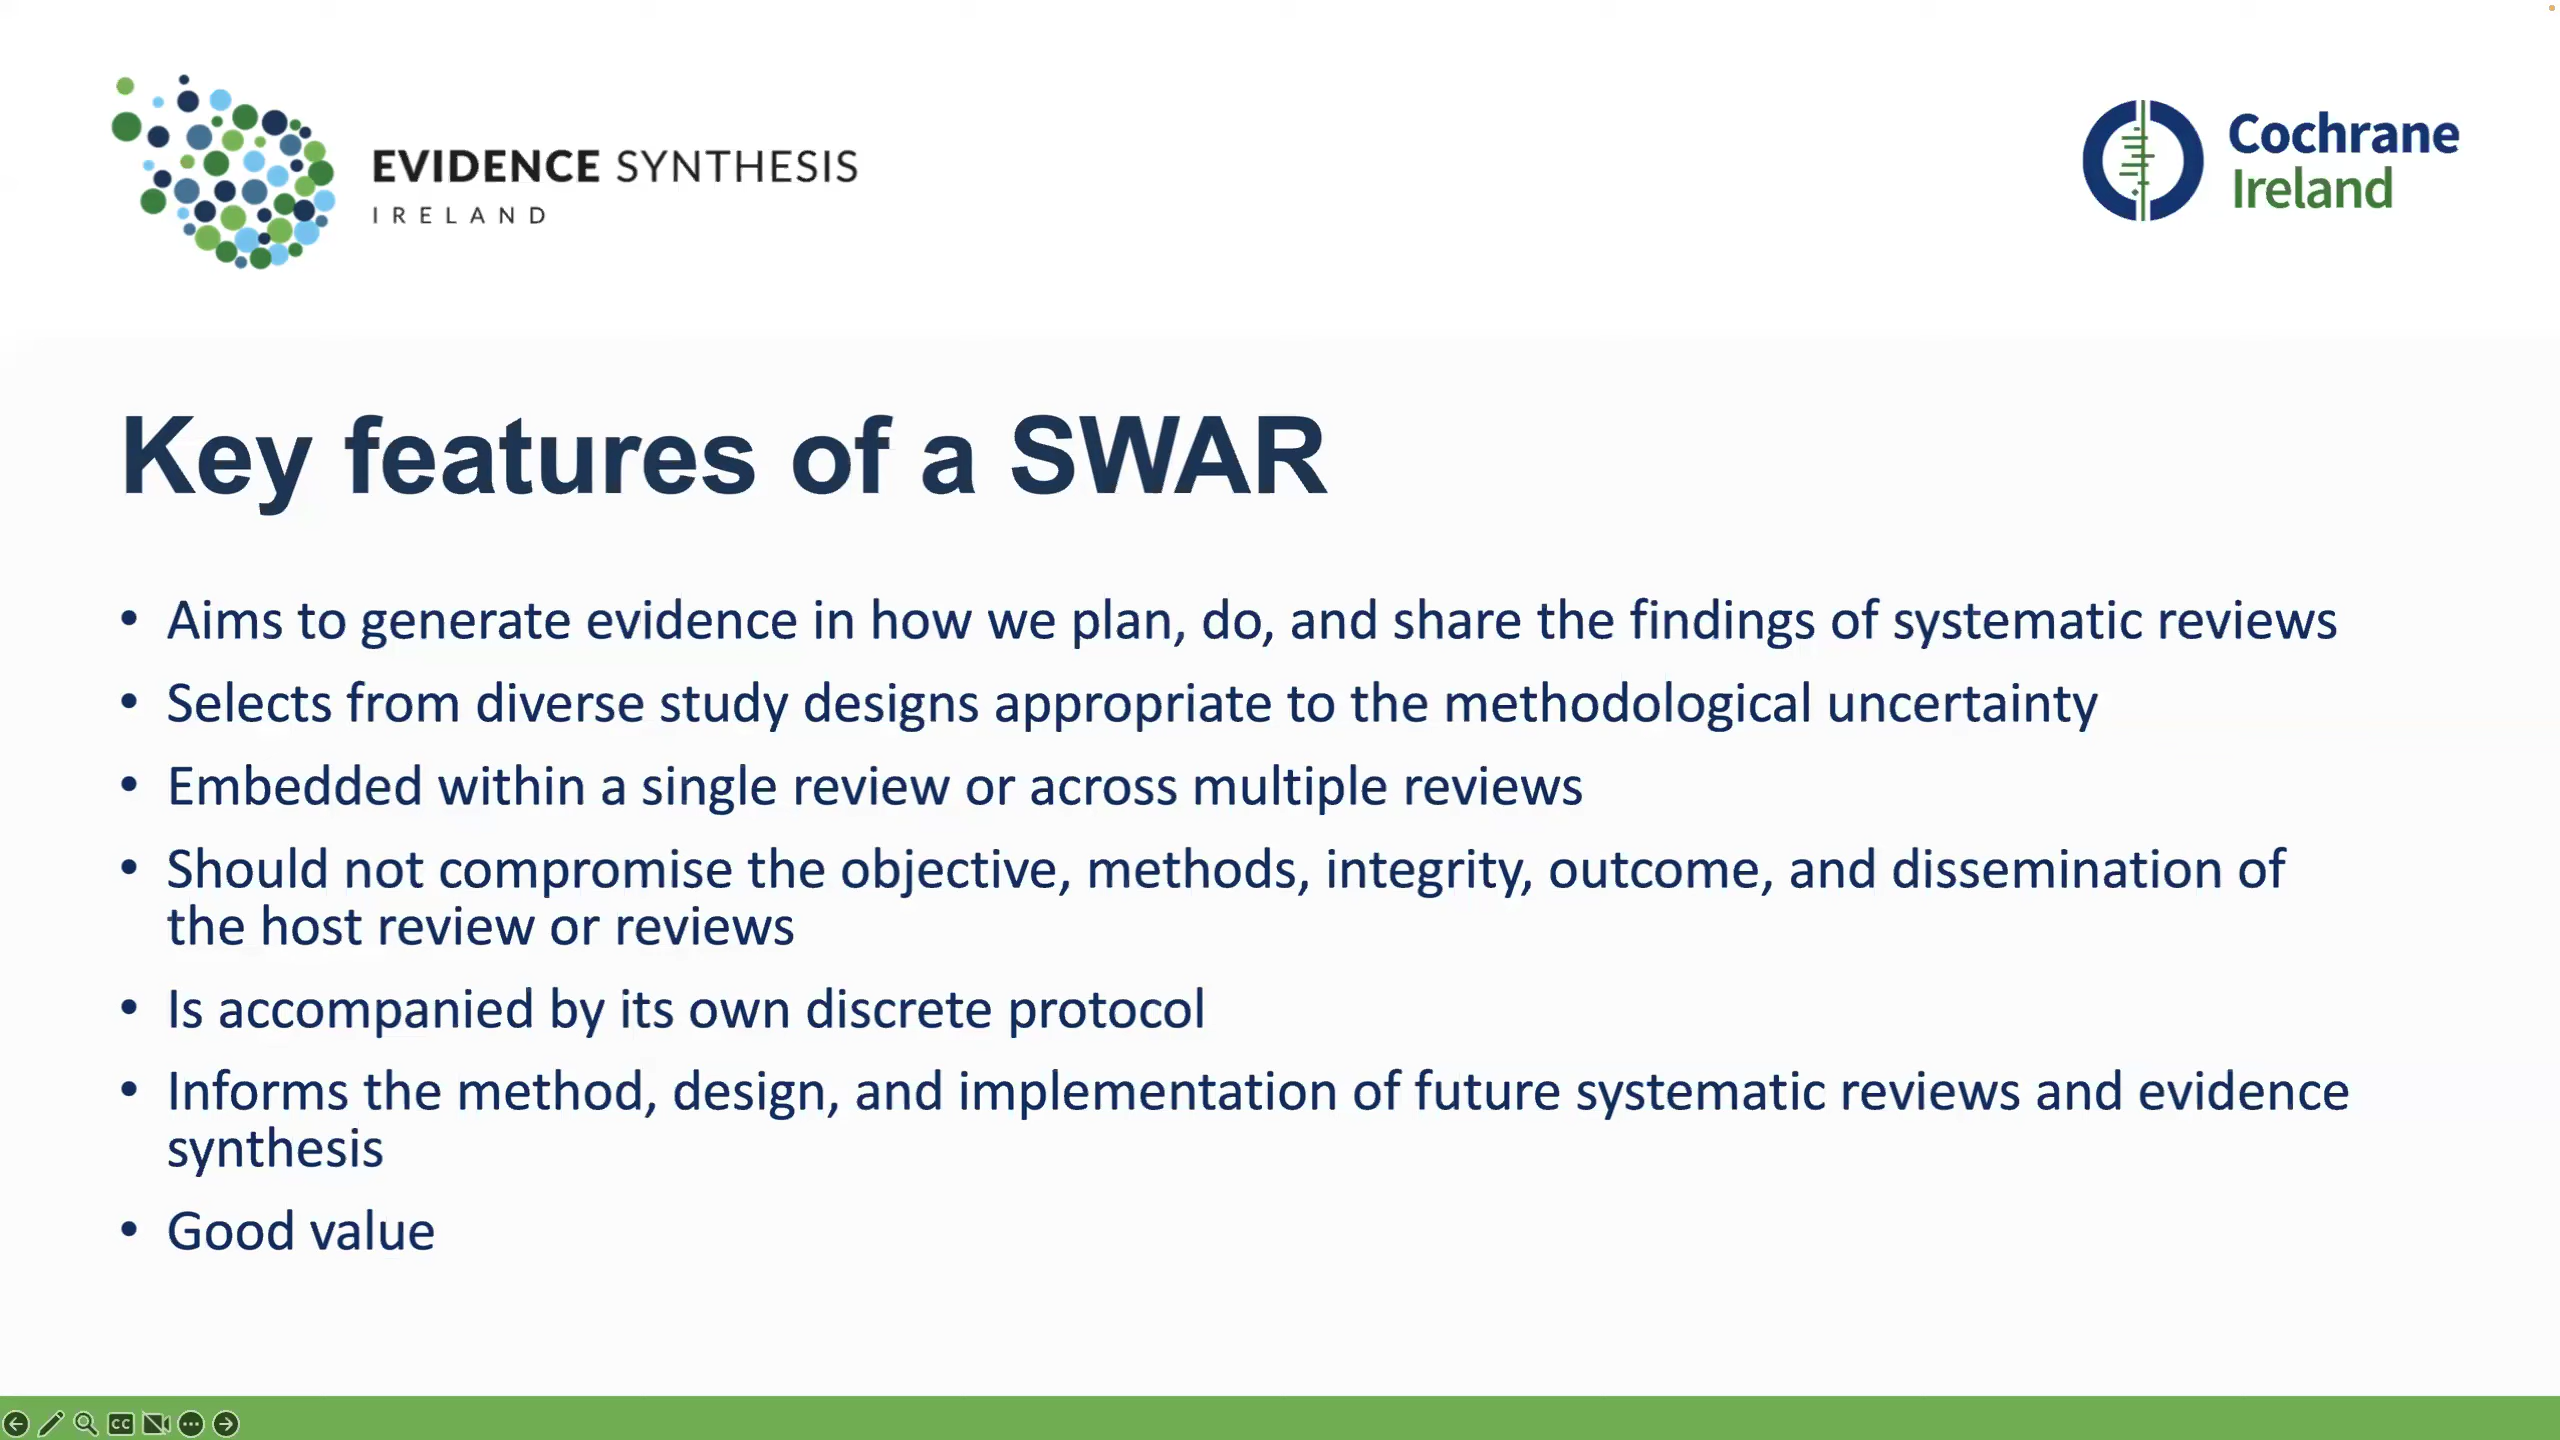 EVIDENCE SYNTHESIS
IRELAND
Cochrane
Ireland
Key features of a SWAR
• Aims to generate evidence in how we plan, do, and share the findings of systematic reviews
• Selects from diverse study designs appropriate to the methodological uncertainty
• Embedded within a single review or across multiple reviews
• Should not compromise the objective, methods, integrity, outcome, and dissemination of
the host review or reviews
• Is accompanied by its own discrete protocol
• Informs the method, design, and implementation of future systematic reviews and evidence
synthesis
• Good value
CC